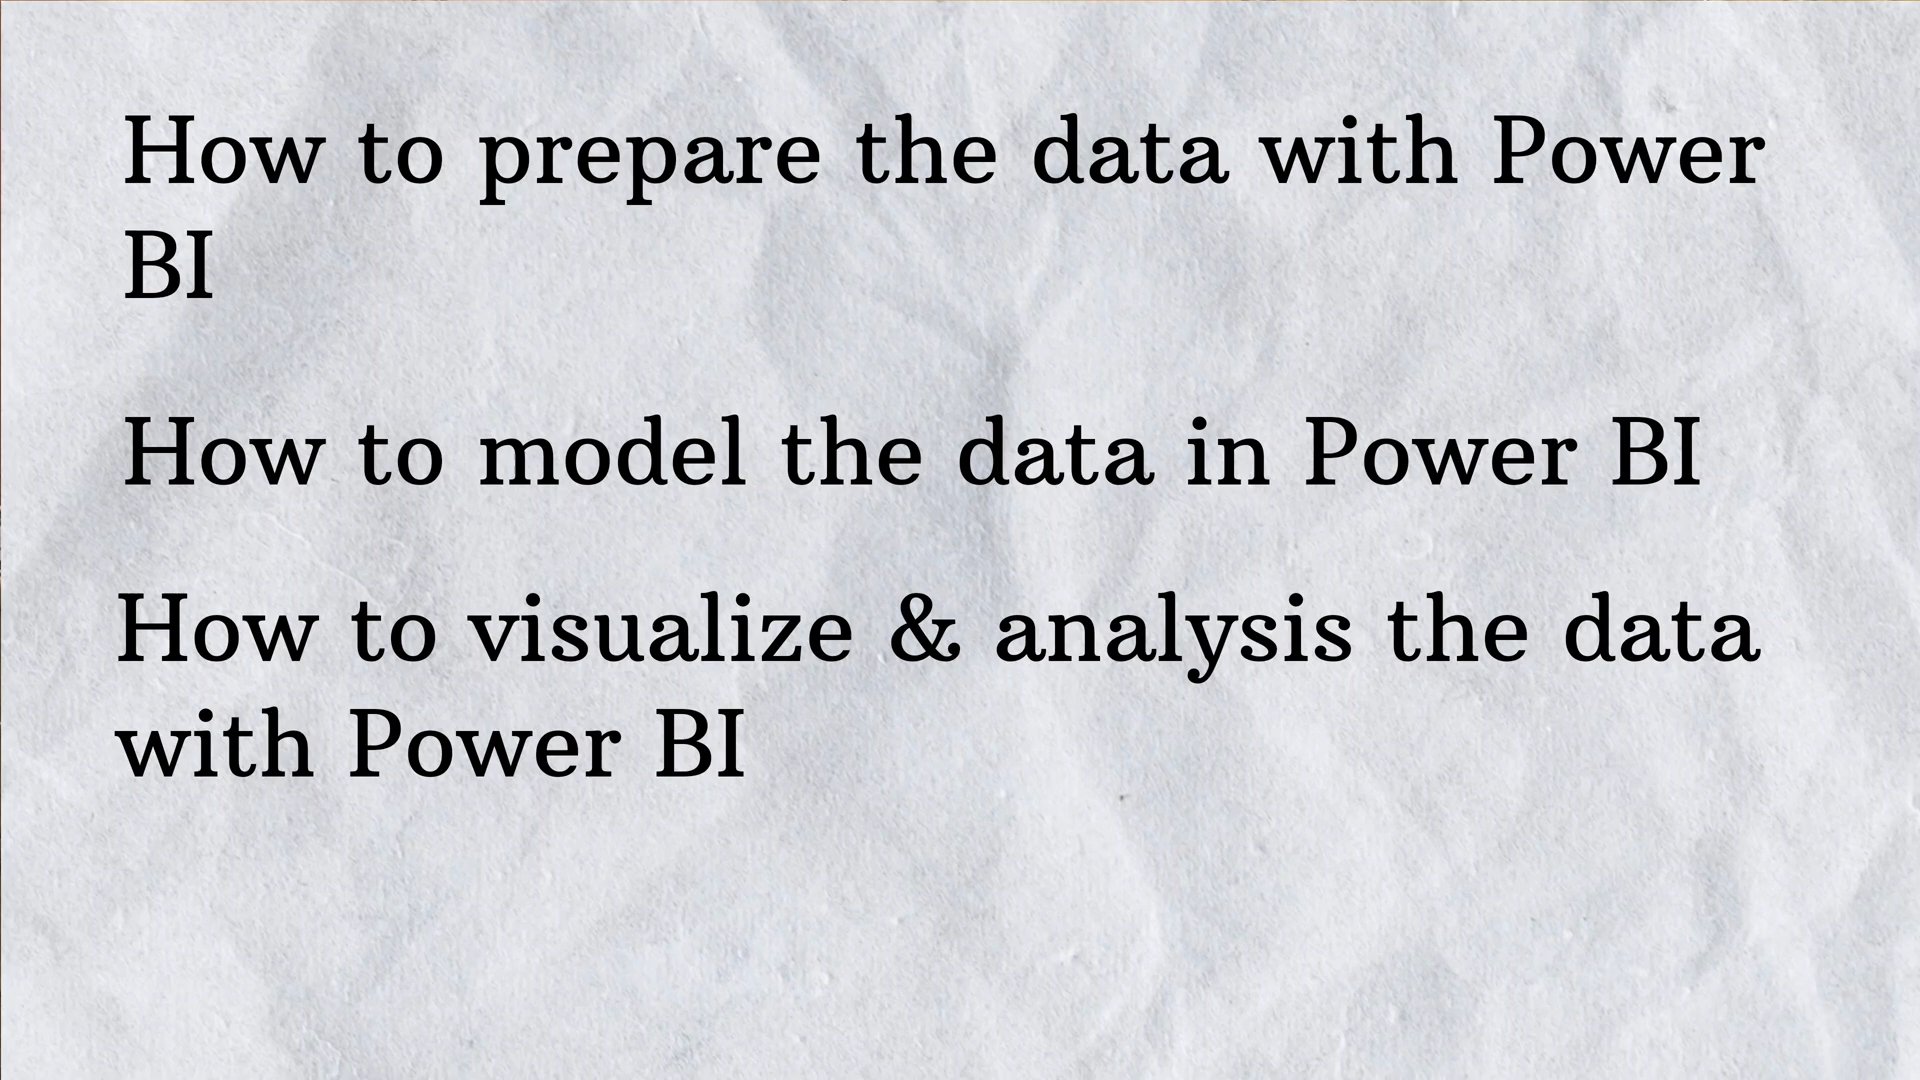 How to prepare the data with Power
BI
How to model the data in Power BI
How to visualize & analysis the data
with Power BI